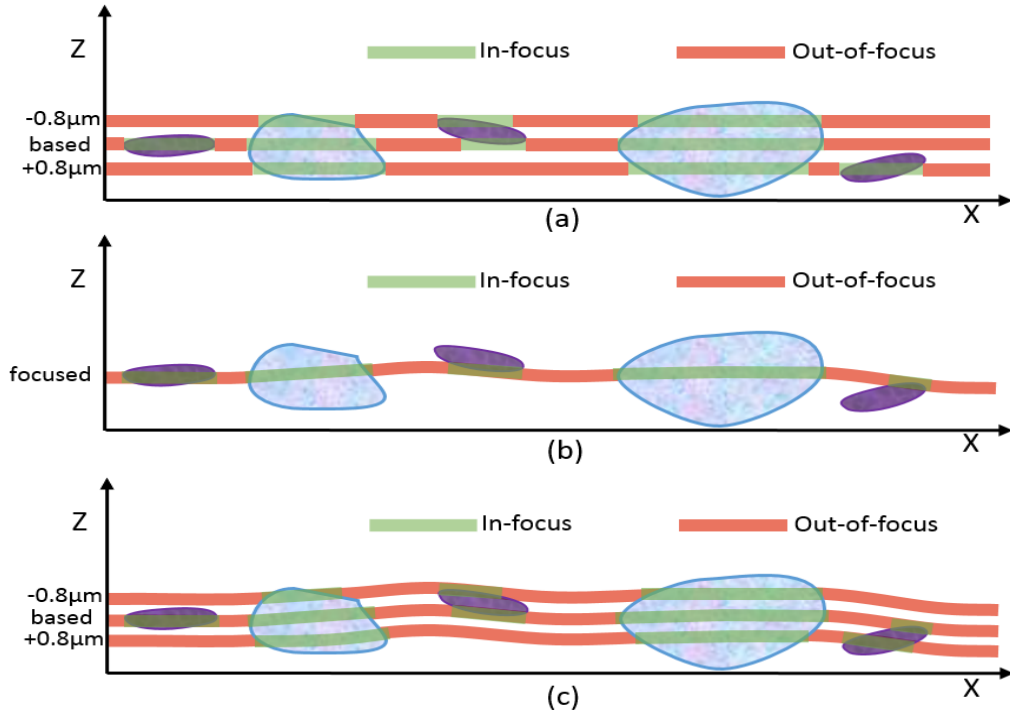 Z
In-focus
Out-of-focus
-0.8μm
based
+0.8μm
X
(a)
Z
In-focus
Out-of-focus
focused
X
(b)
Z
In-focus
Out-of-focus
-0.8μm
based
+0.8μm
X
(c)